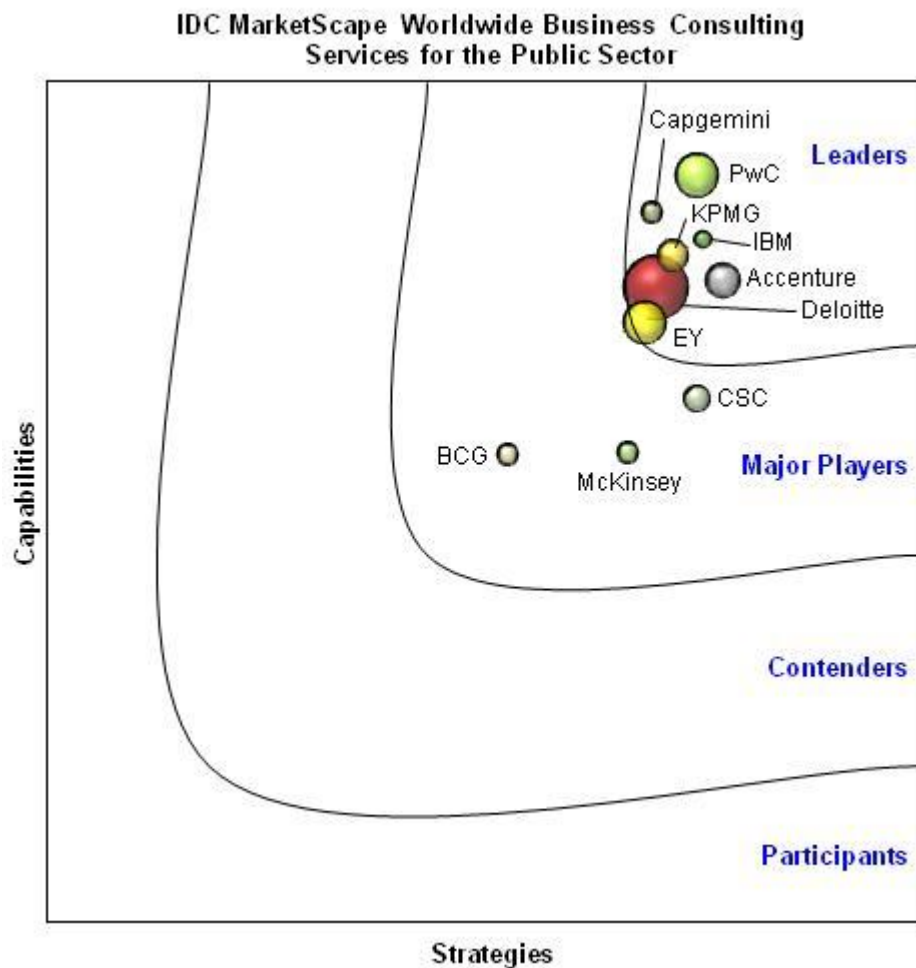 IDC MarketScape Worldwide Business Consulting
Services for the Public Sector
Capgemini
Leaders
PwC
KPMG
IBM
Accenture
Deloitte
EY
CSC
BCG
McKinsey
Major Players
Capabilities
Contenders
Participants
Strategies